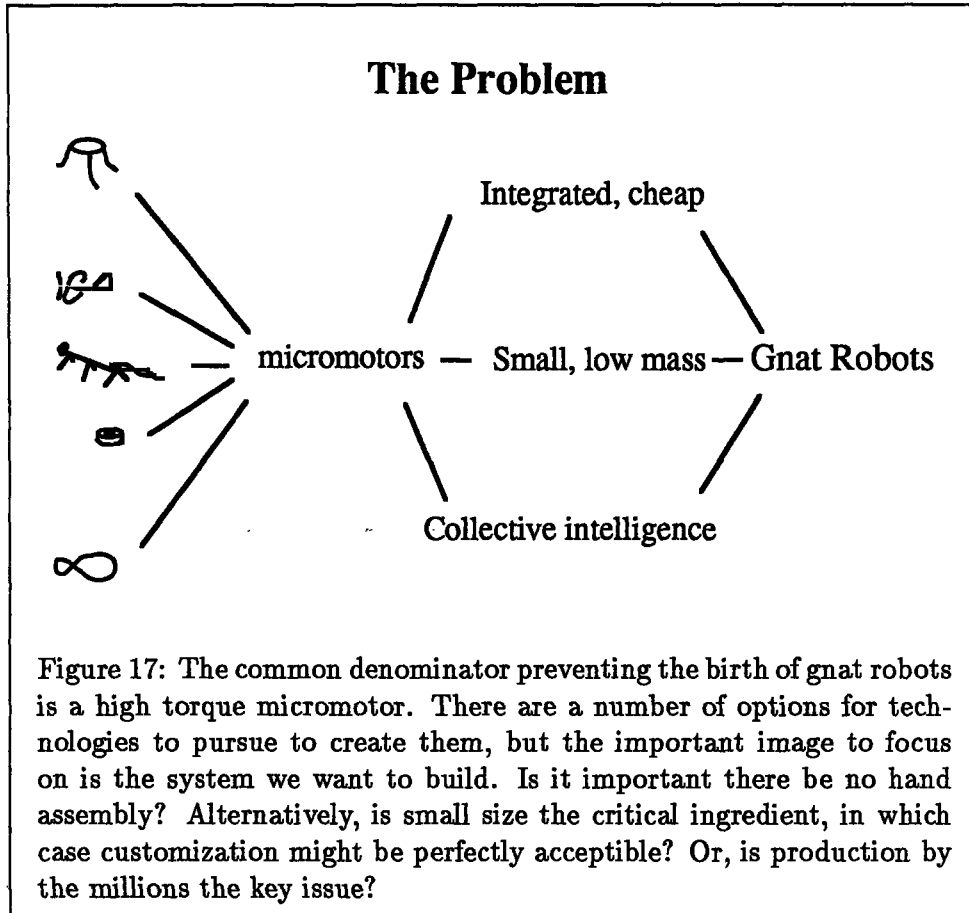 The Problem
Integrated, cheap
micromotors
Small, low mass
Gnat Robots
Collective intelligence
Figure 17: The common denominator preventing the birth of gnat robots
is a high torque micromotor. There are a number of options for tech-
nologies to pursue to create them, but the important image to focus
on is the system we want to build. Is it important there be no hand
assembly? Alternatively, is small size the critical ingredient, in which
case customization might be perfectly acceptible? Or, is production by
the millions the key issue?